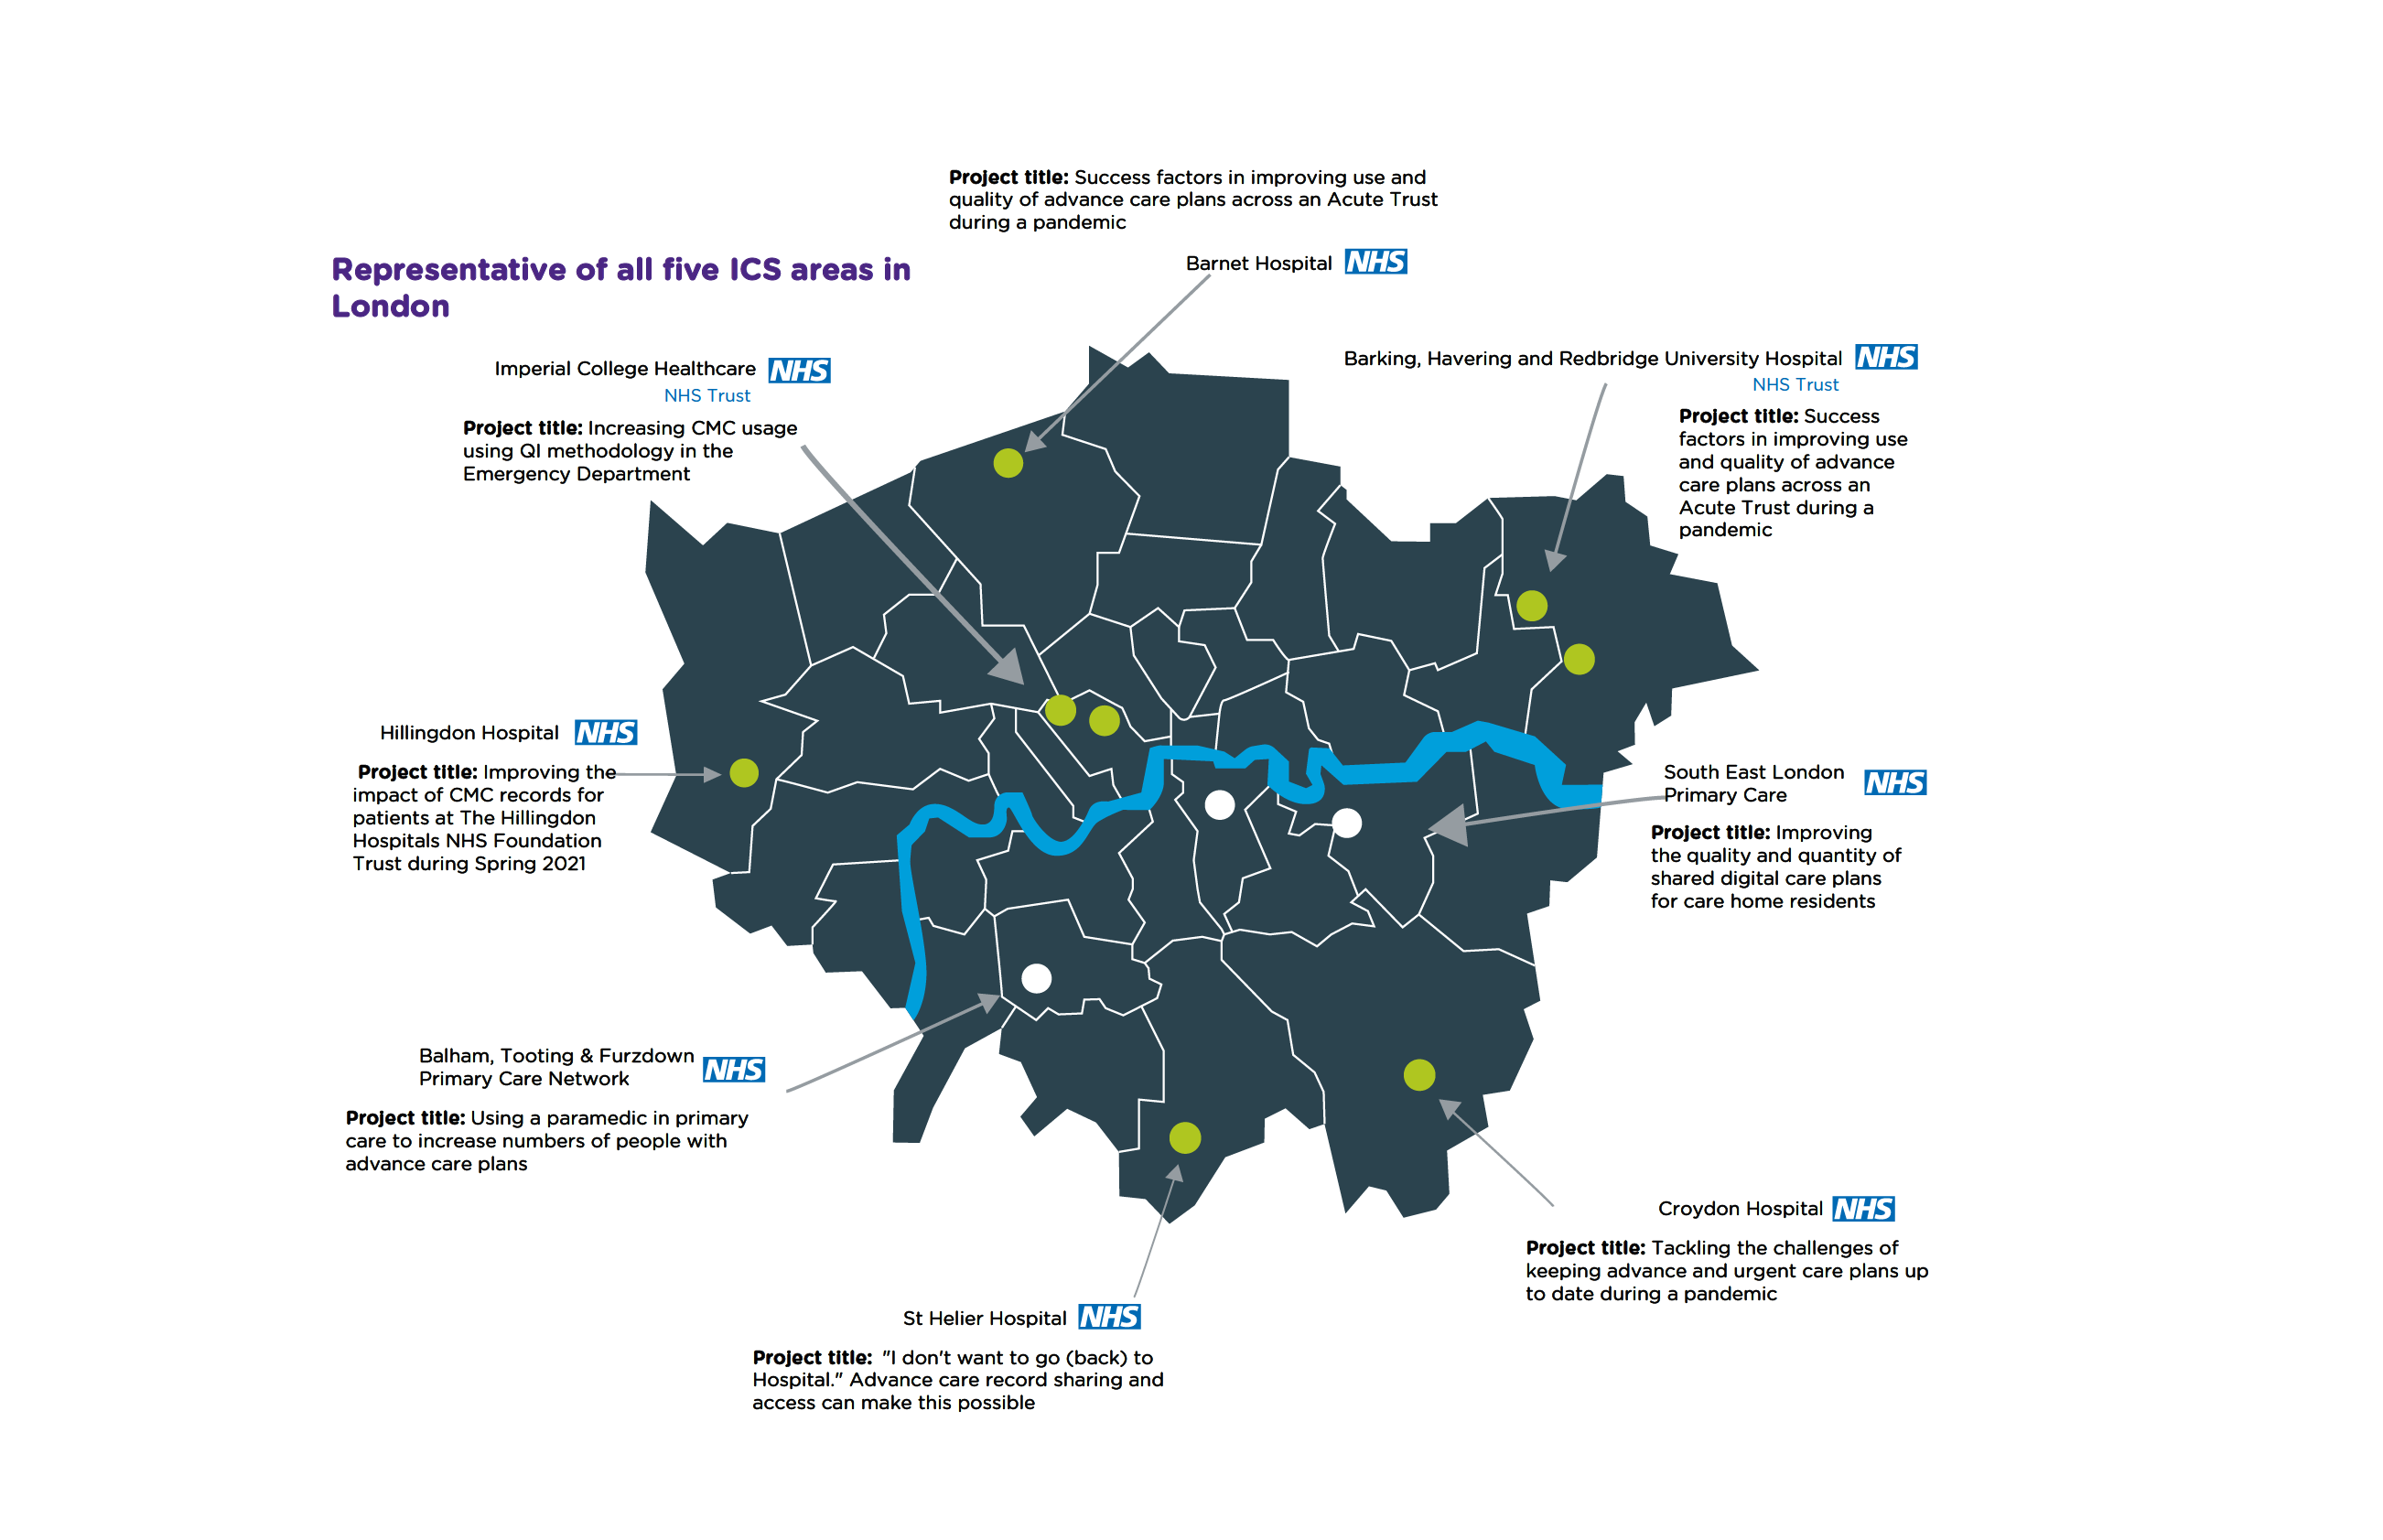 Project title: Success factors in improving use and
quality of advance care plans across an Acute Trust
during a pandemic
Barnet Hospital NHS
Representative of all five ICS areas in
London
Imperial College Healthcare NHS
NHS Trust
Project title: Increasing CMC usage
using QI methodology in the
Emergency Department
Barking, Havering and Redbridge University Hospital NHS
NHS Trust
Project title: Success
factors in improving use
and quality of advance
care plans across an
Acute Trust during a
pandemic
Hillingdon Hospital NHS
Project title: Improving the
impact of CMC records for
patients at The Hillingdon
Hospitals NHS Foundation
Trust during Spring 2021
South East London
Primary Care NHS
Project title: Improving
the quality and quantity of
shared digital care plans
for care home residents
Balham, Tooting & Furzdown
Primary Care Network NHS
Project title: Using a paramedic in primary
care to increase numbers of people with
advance care plans
Croydon Hospital NHS
Project title: Tackling the challenges of
keeping advance and urgent care plans up
to date during a pandemic
St Helier Hospital NHS
Project title: "I don't want to go (back) to
Hospital." Advance care record sharing and
access can make this possible